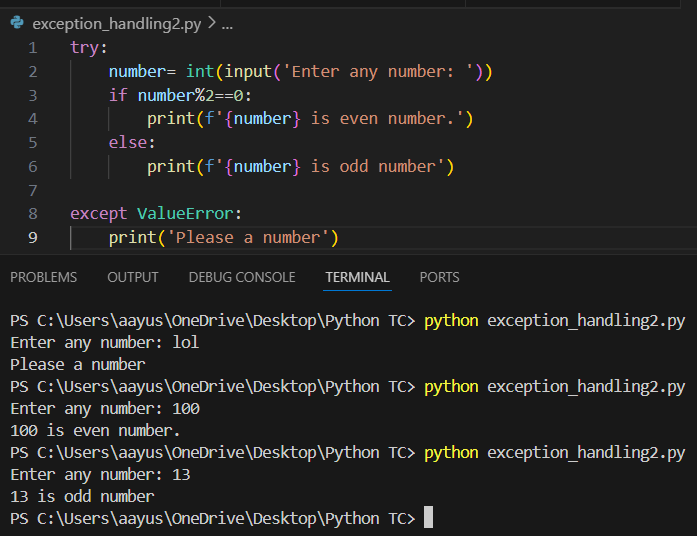 exception_handling2.py > ...
1 try:
2     number= int(input('Enter any number: '))
3     if number%2==0:
4         print(f'{number} is even number.')
5     else:
6         print(f'{number} is odd number')
7
8 except ValueError:
9     print('Please a number')
PROBLEMS OUTPUT DEBUG CONSOLE TERMINAL PORTS
PS C:\Users\aayus\OneDrive\Desktop\Python TC> python exception_handling2.py
Enter any number: lol
Please a number
PS C:\Users\aayus\OneDrive\Desktop\Python TC> python exception_handling2.py
Enter any number: 100
100 is even number.
PS C:\Users\aayus\OneDrive\Desktop\Python TC> python exception_handling2.py
Enter any number: 13
13 is odd number
PS C:\Users\aayus\OneDrive\Desktop\Python TC>